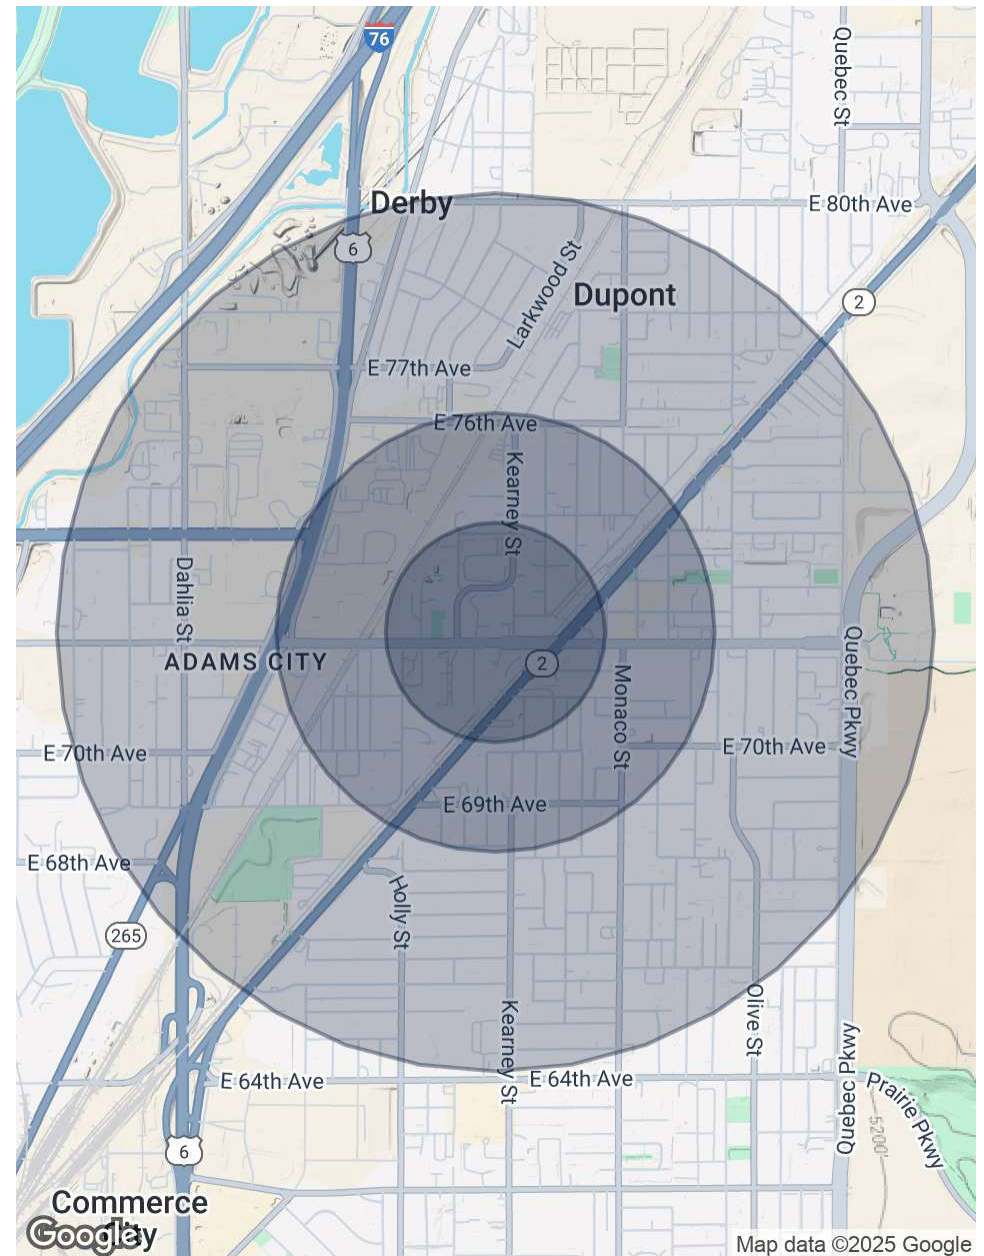 76
Quebec St
Derby
E 80th Ave
6
Larkwood St
Dupont
2
E 77th Ave
E 76th Ave
Kearney St
Dahlia St
ADAMS CITY
2
Monaco St
Quebec Pkwy
E 70th Ave
E 70th Ave
E 69th Ave
E 68th Ave
Holly St
265
Olive St
Kearney St
E 64th Ave
E 64th Ave
Quebec Pkwy
Prairie Pkwy
5200'
6
Commerce
City
Google
Map data ©2025 Google